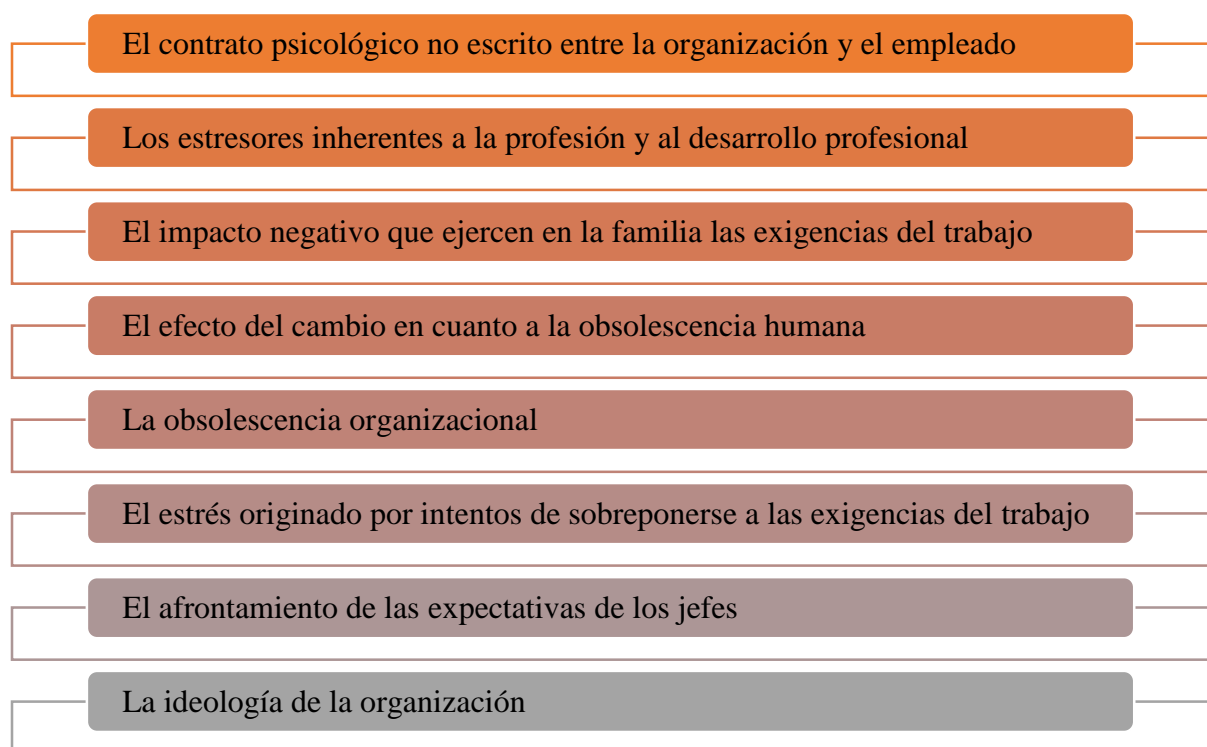 El contrato psicológico no escrito entre la organización y el empleado
Los estresores inherentes a la profesión y al desarrollo profesional
El impacto negativo que ejercen en la familia las exigencias del trabajo
El efecto del cambio en cuanto a la obsolescencia humana
La obsolescencia organizacional
El estrés originado por intentos de sobreponerse a las exigencias del trabajo
El afrontamiento de las expectativas de los jefes
La ideología de la organización